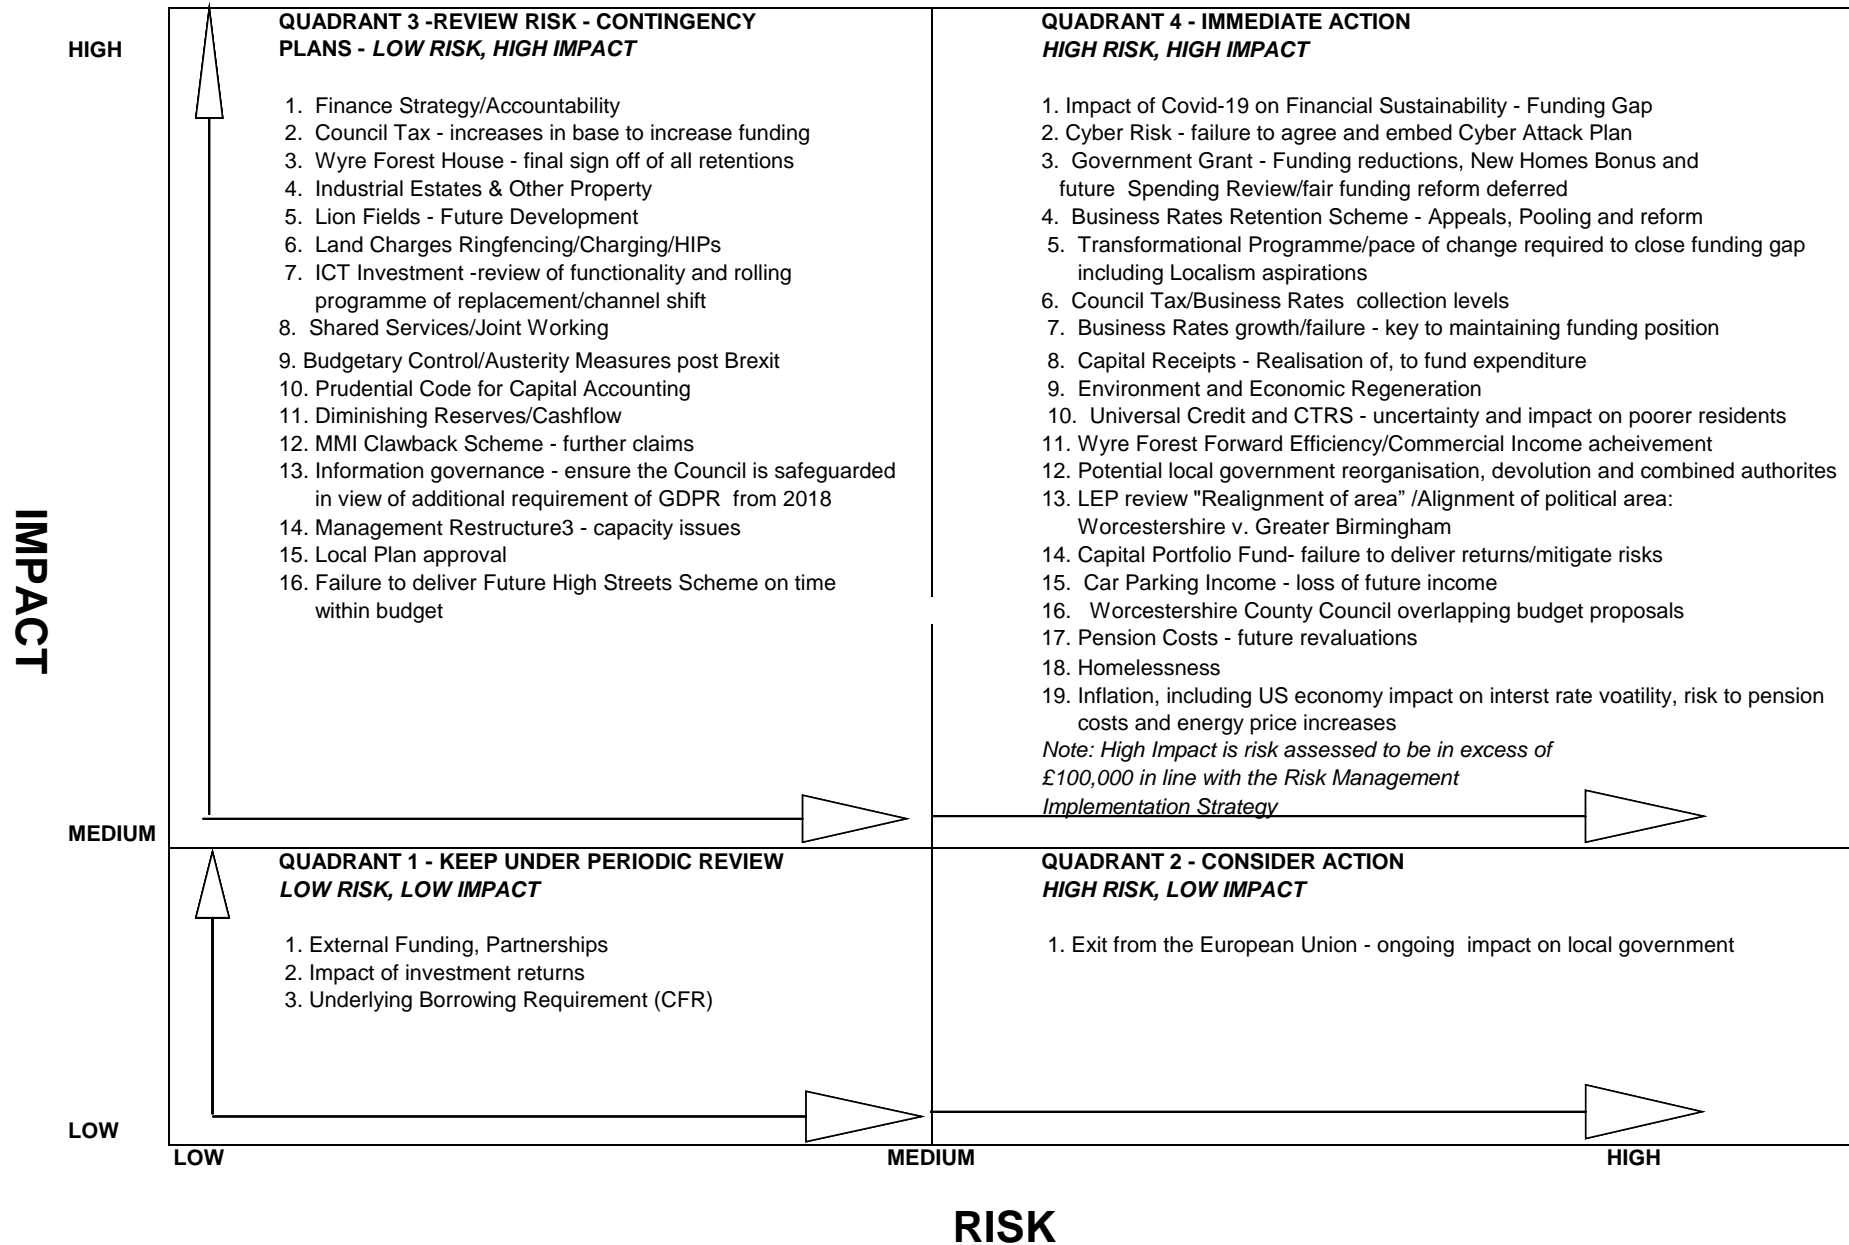 QUADRANT 3 -REVIEW RISK - CONTINGENCY
PLANS - LOW RISK, HIGH IMPACT
1. Finance Strategy/Accountability
2. Council Tax - increases in base to increase funding
3. Wyre Forest House - final sign off of all retentions
4. Industrial Estates & Other Property
5. Lion Fields - Future Development
6. Land Charges Ringfencing/Charging/HIPs
7. ICT Investment -review of functionality and rolling
programme of replacement/channel shift
8. Shared Services/Joint Working
9. Budgetary Control/Austerity Measures post Brexit
10. Prudential Code for Capital Accounting
11. Diminishing Reserves/Cashflow
12. MMI Clawback Scheme - further claims
13. Information governance - ensure the Council is safeguarded
in view of additional requirement of GDPR from 2018
14. Management Restructure3 - capacity issues
15. Local Plan approval
16. Failure to deliver Future High Streets Scheme on time
within budget
QUADRANT 4 - IMMEDIATE ACTION
HIGH RISK, HIGH IMPACT
1. Impact of Covid-19 on Financial Sustainability - Funding Gap
2. Cyber Risk - failure to agree and embed Cyber Attack Plan
3. Government Grant - Funding reductions, New Homes Bonus and
future Spending Review/fair funding reform deferred
4. Business Rates Retention Scheme - Appeals, Pooling and reform
5. Transformational Programme/pace of change required to close funding gap
including Localism aspirations
6. Council Tax/Business Rates collection levels
7. Business Rates growth/failure - key to maintaining funding position
8. Capital Receipts - Realisation of, to fund expenditure
9. Environment and Economic Regeneration
10. Universal Credit and CTRS - uncertainty and impact on poorer residents
11. Wyre Forest Forward Efficiency/Commercial Income acheivement
12. Potential local government reorganisation, devolution and combined authorites
13. LEP review "Realignment of area” /Alignment of political area:
Worcestershire v. Greater Birmingham
14. Capital Portfolio Fund- failure to deliver returns/mitigate risks
15. Car Parking Income - loss of future income
16. Worcestershire County Council overlapping budget proposals
17. Pension Costs - future revaluations
18. Homelessness
19. Inflation, including US economy impact on interst rate voatility, risk to pension
costs and energy price increases
Note: High Impact is risk assessed to be in excess of
£100,000 in line with the Risk Management
Implementation Strategy
QUADRANT 1 - KEEP UNDER PERIODIC REVIEW
LOW RISK, LOW IMPACT
1. External Funding, Partnerships
2. Impact of investment returns
3. Underlying Borrowing Requirement (CFR)
QUADRANT 2 - CONSIDER ACTION
HIGH RISK, LOW IMPACT
1. Exit from the European Union - ongoing impact on local government
HIGH
MEDIUM
LOW
IMPACT
LOW
MEDIUM
HIGH
RISK